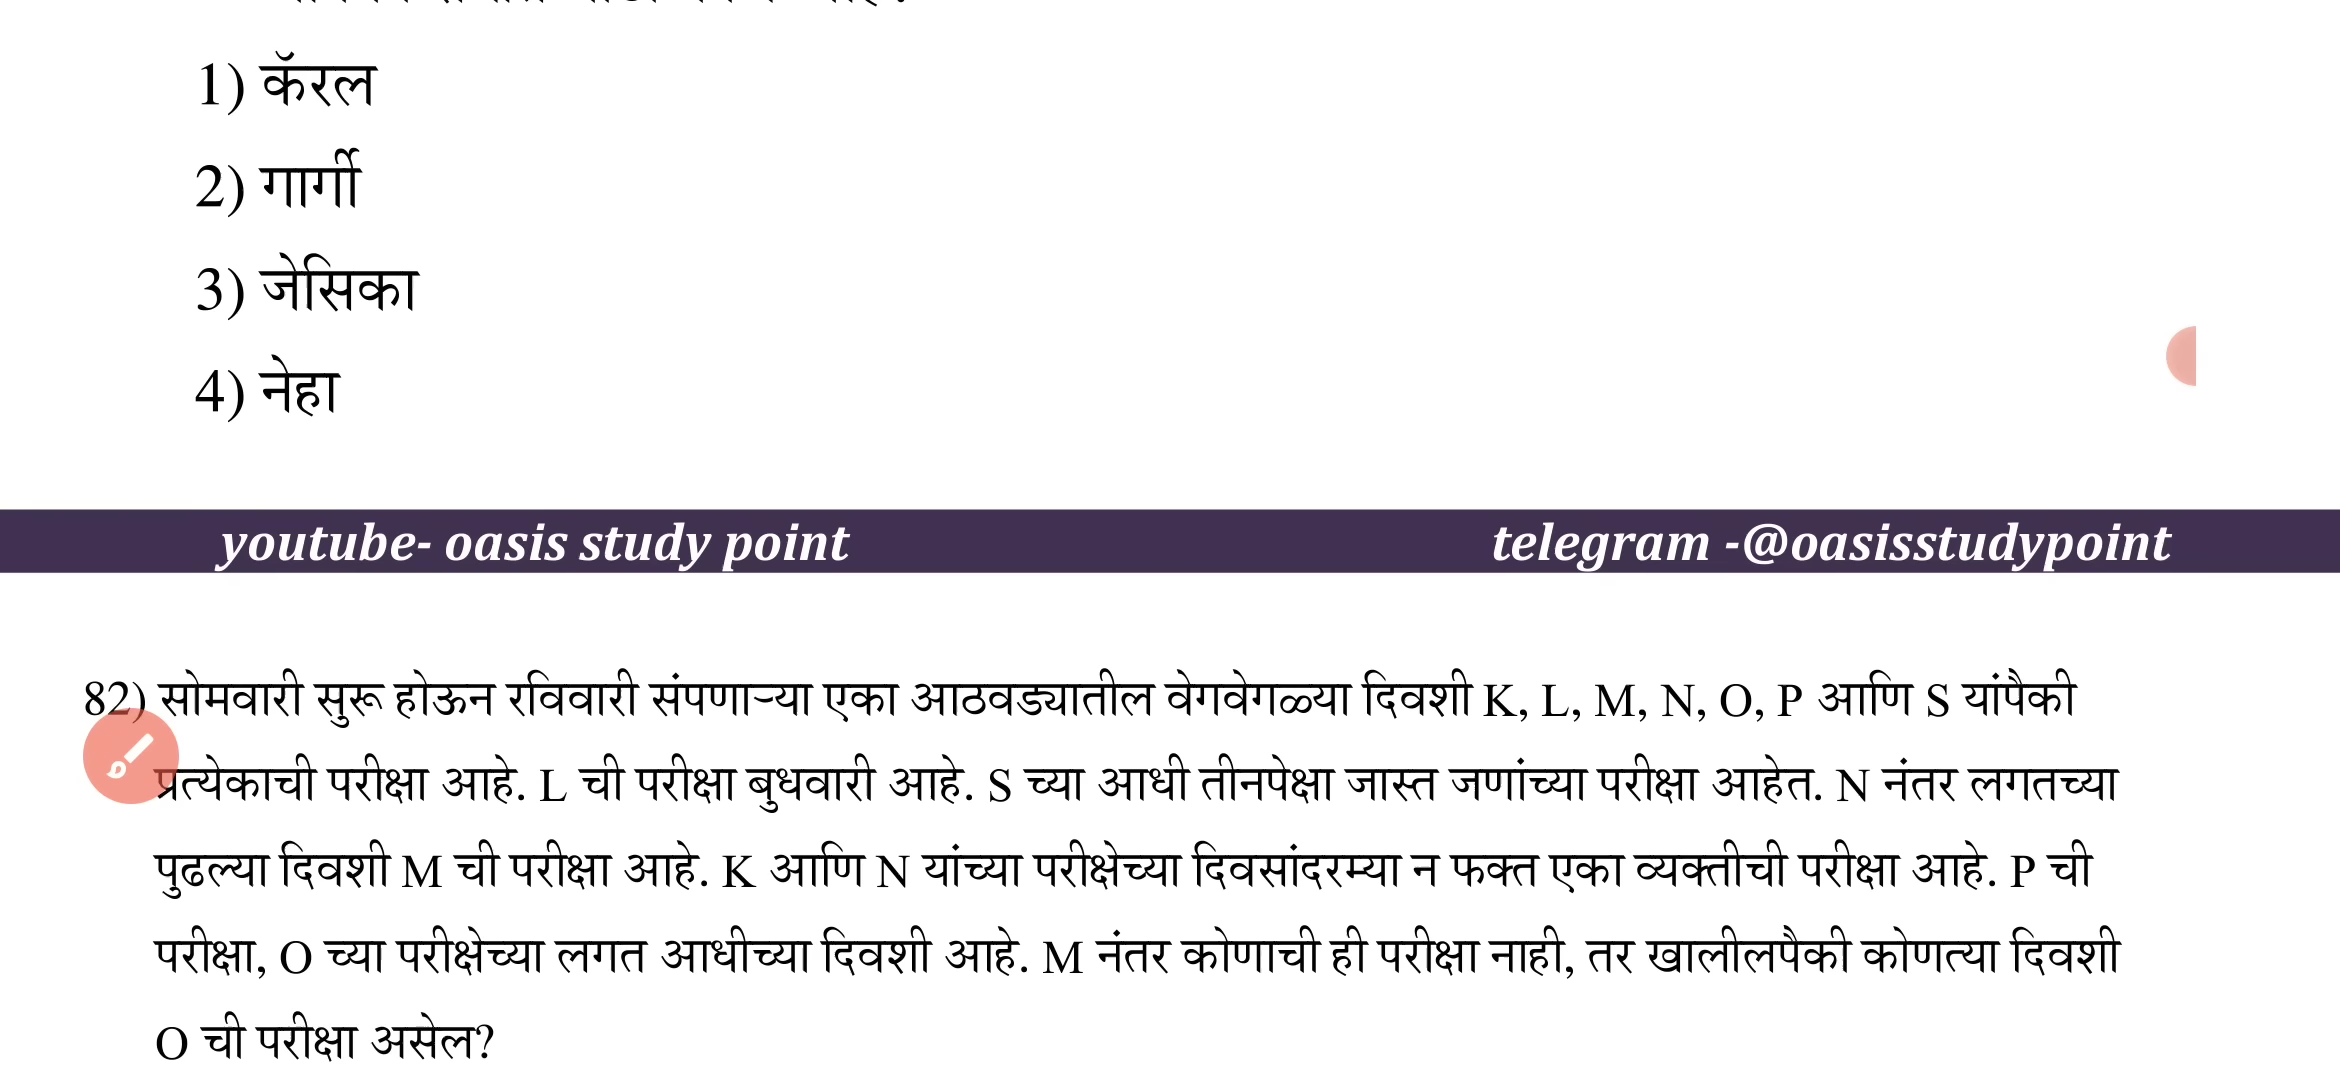 1) कॅरल
2) गार्गी
3) जेसिका
4) नेहा
youtube- oasis study point
telegram -@oasisstudypoint
82) सोमवारी सुरू होऊन रविवारी संपणाऱ्या एका आठवड्यातील वेगवेगळ्या दिवशी K, L, M, N, O, P आणि S यांपैकी
प्रत्येकाची परीक्षा आहे. L ची परीक्षा बुधवारी आहे. S च्या आधी तीनपेक्षा जास्त जणांच्या परीक्षा आहेत. N नंतर लगतच्या
पुढल्या दिवशी M ची परीक्षा आहे. K आणि N यांच्या परीक्षेच्या दिवसांदरम्या न फक्त एका व्यक्तीची परीक्षा आहे. P ची
परीक्षा, O च्या परीक्षेच्या लगत आधीच्या दिवशी आहे. M नंतर कोणाची ही परीक्षा नाही, तर खालीलपैकी कोणत्या दिवशी
O ची परीक्षा असेल?